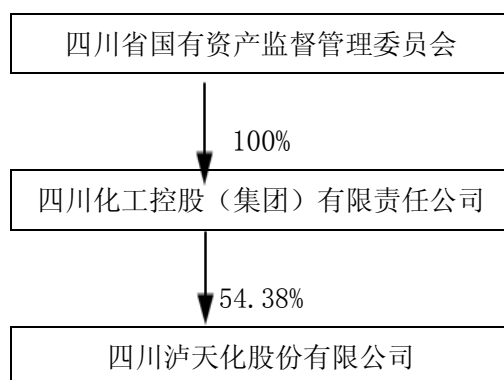 四川省国有资产监督管理委员会
100%
四川化工控股（集团）有限责任公司
54.38%
四川泸天化股份有限公司